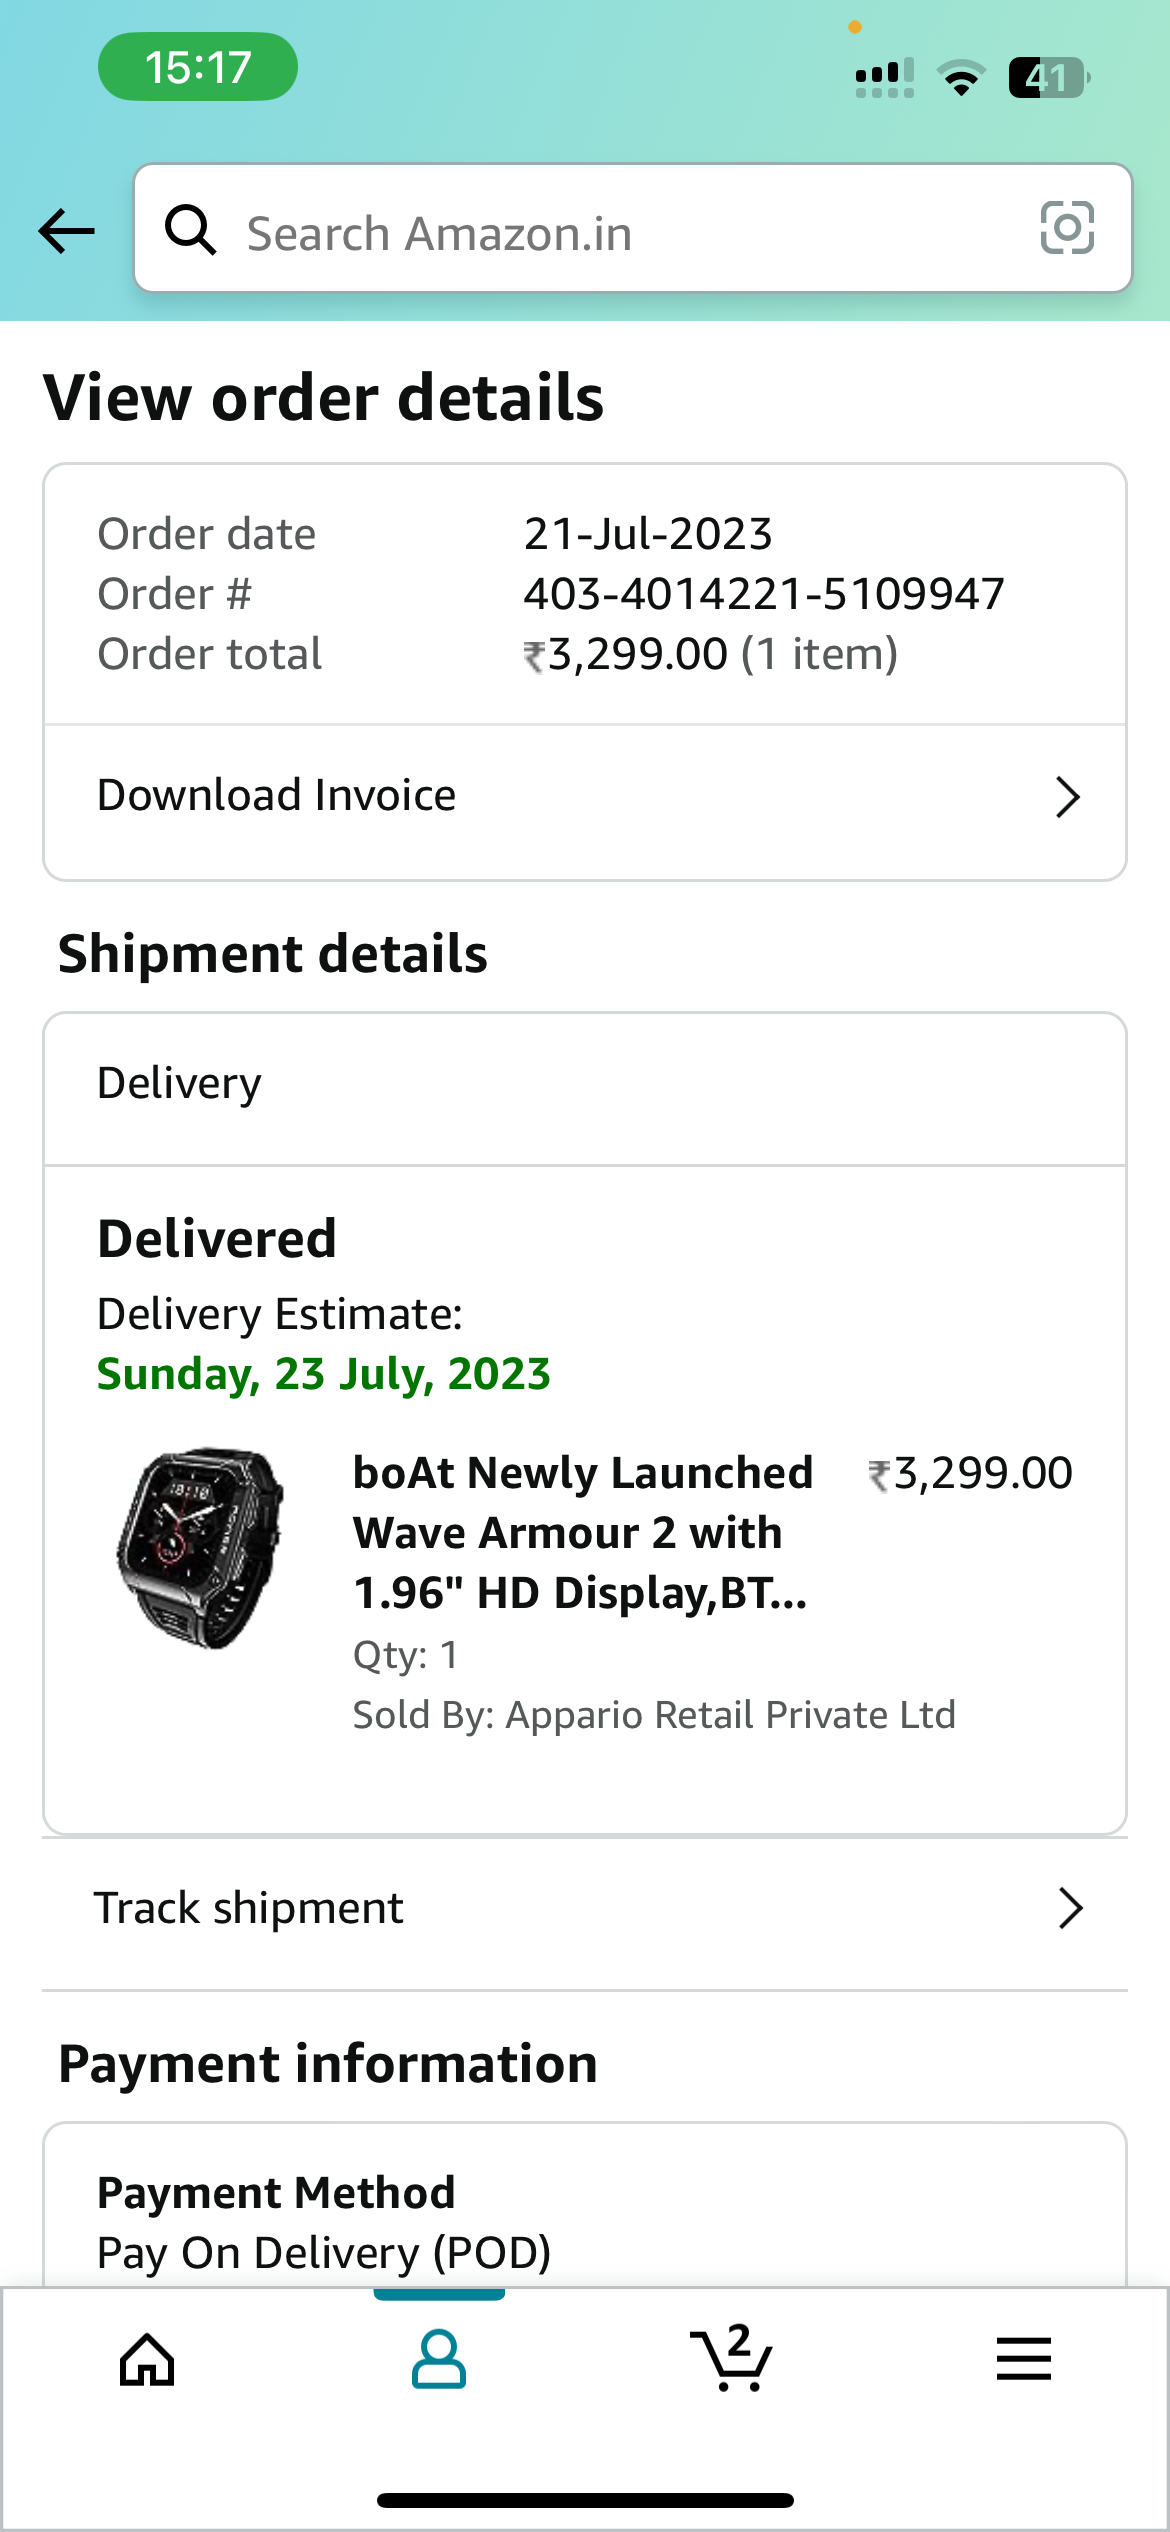 15:17
41
Search Amazon.in
View order details
Order date 21-Jul-2023
Order # 403-4014221-5109947
Order total ₹3,299.00 (1 item)
Download Invoice
Shipment details
Delivery
Delivered
Delivery Estimate:
Sunday, 23 July, 2023
boAt Newly Launched ₹3,299.00
Wave Armour 2 with
1.96" HD Display,BT...
Qty: 1
Sold By: Appario Retail Private Ltd
Track shipment
Payment information
Payment Method
Pay On Delivery (POD)
2